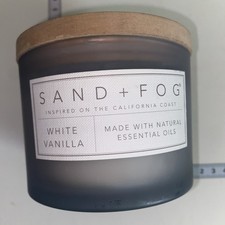 SAND + FOG®
INSPIRED ON THE CALIFORNIA COAST
WHITE
VANILLA
MADE WITH NATURAL
ESSENTIAL OILS